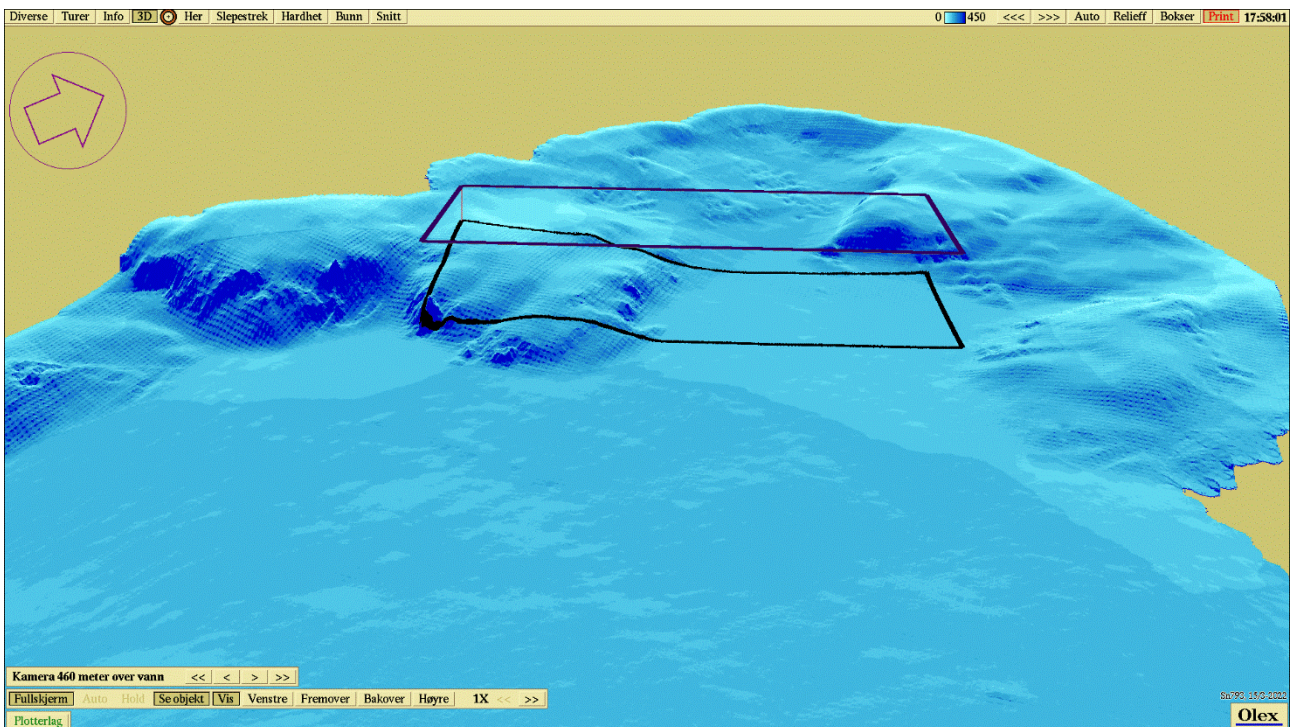 Diverse Turer Info 3D Her Slepestrek Hardhet Bunn Snitt 0 450 <<< >>> Auto Relieff Bokser Print 17:58:01
Kamera 460 meter over vann << < > >>
Fullskjerm Auto Hold Se objekt Vis Venstre Fremover Bakover Høyre 1X << >>
Plotterlag
Olex